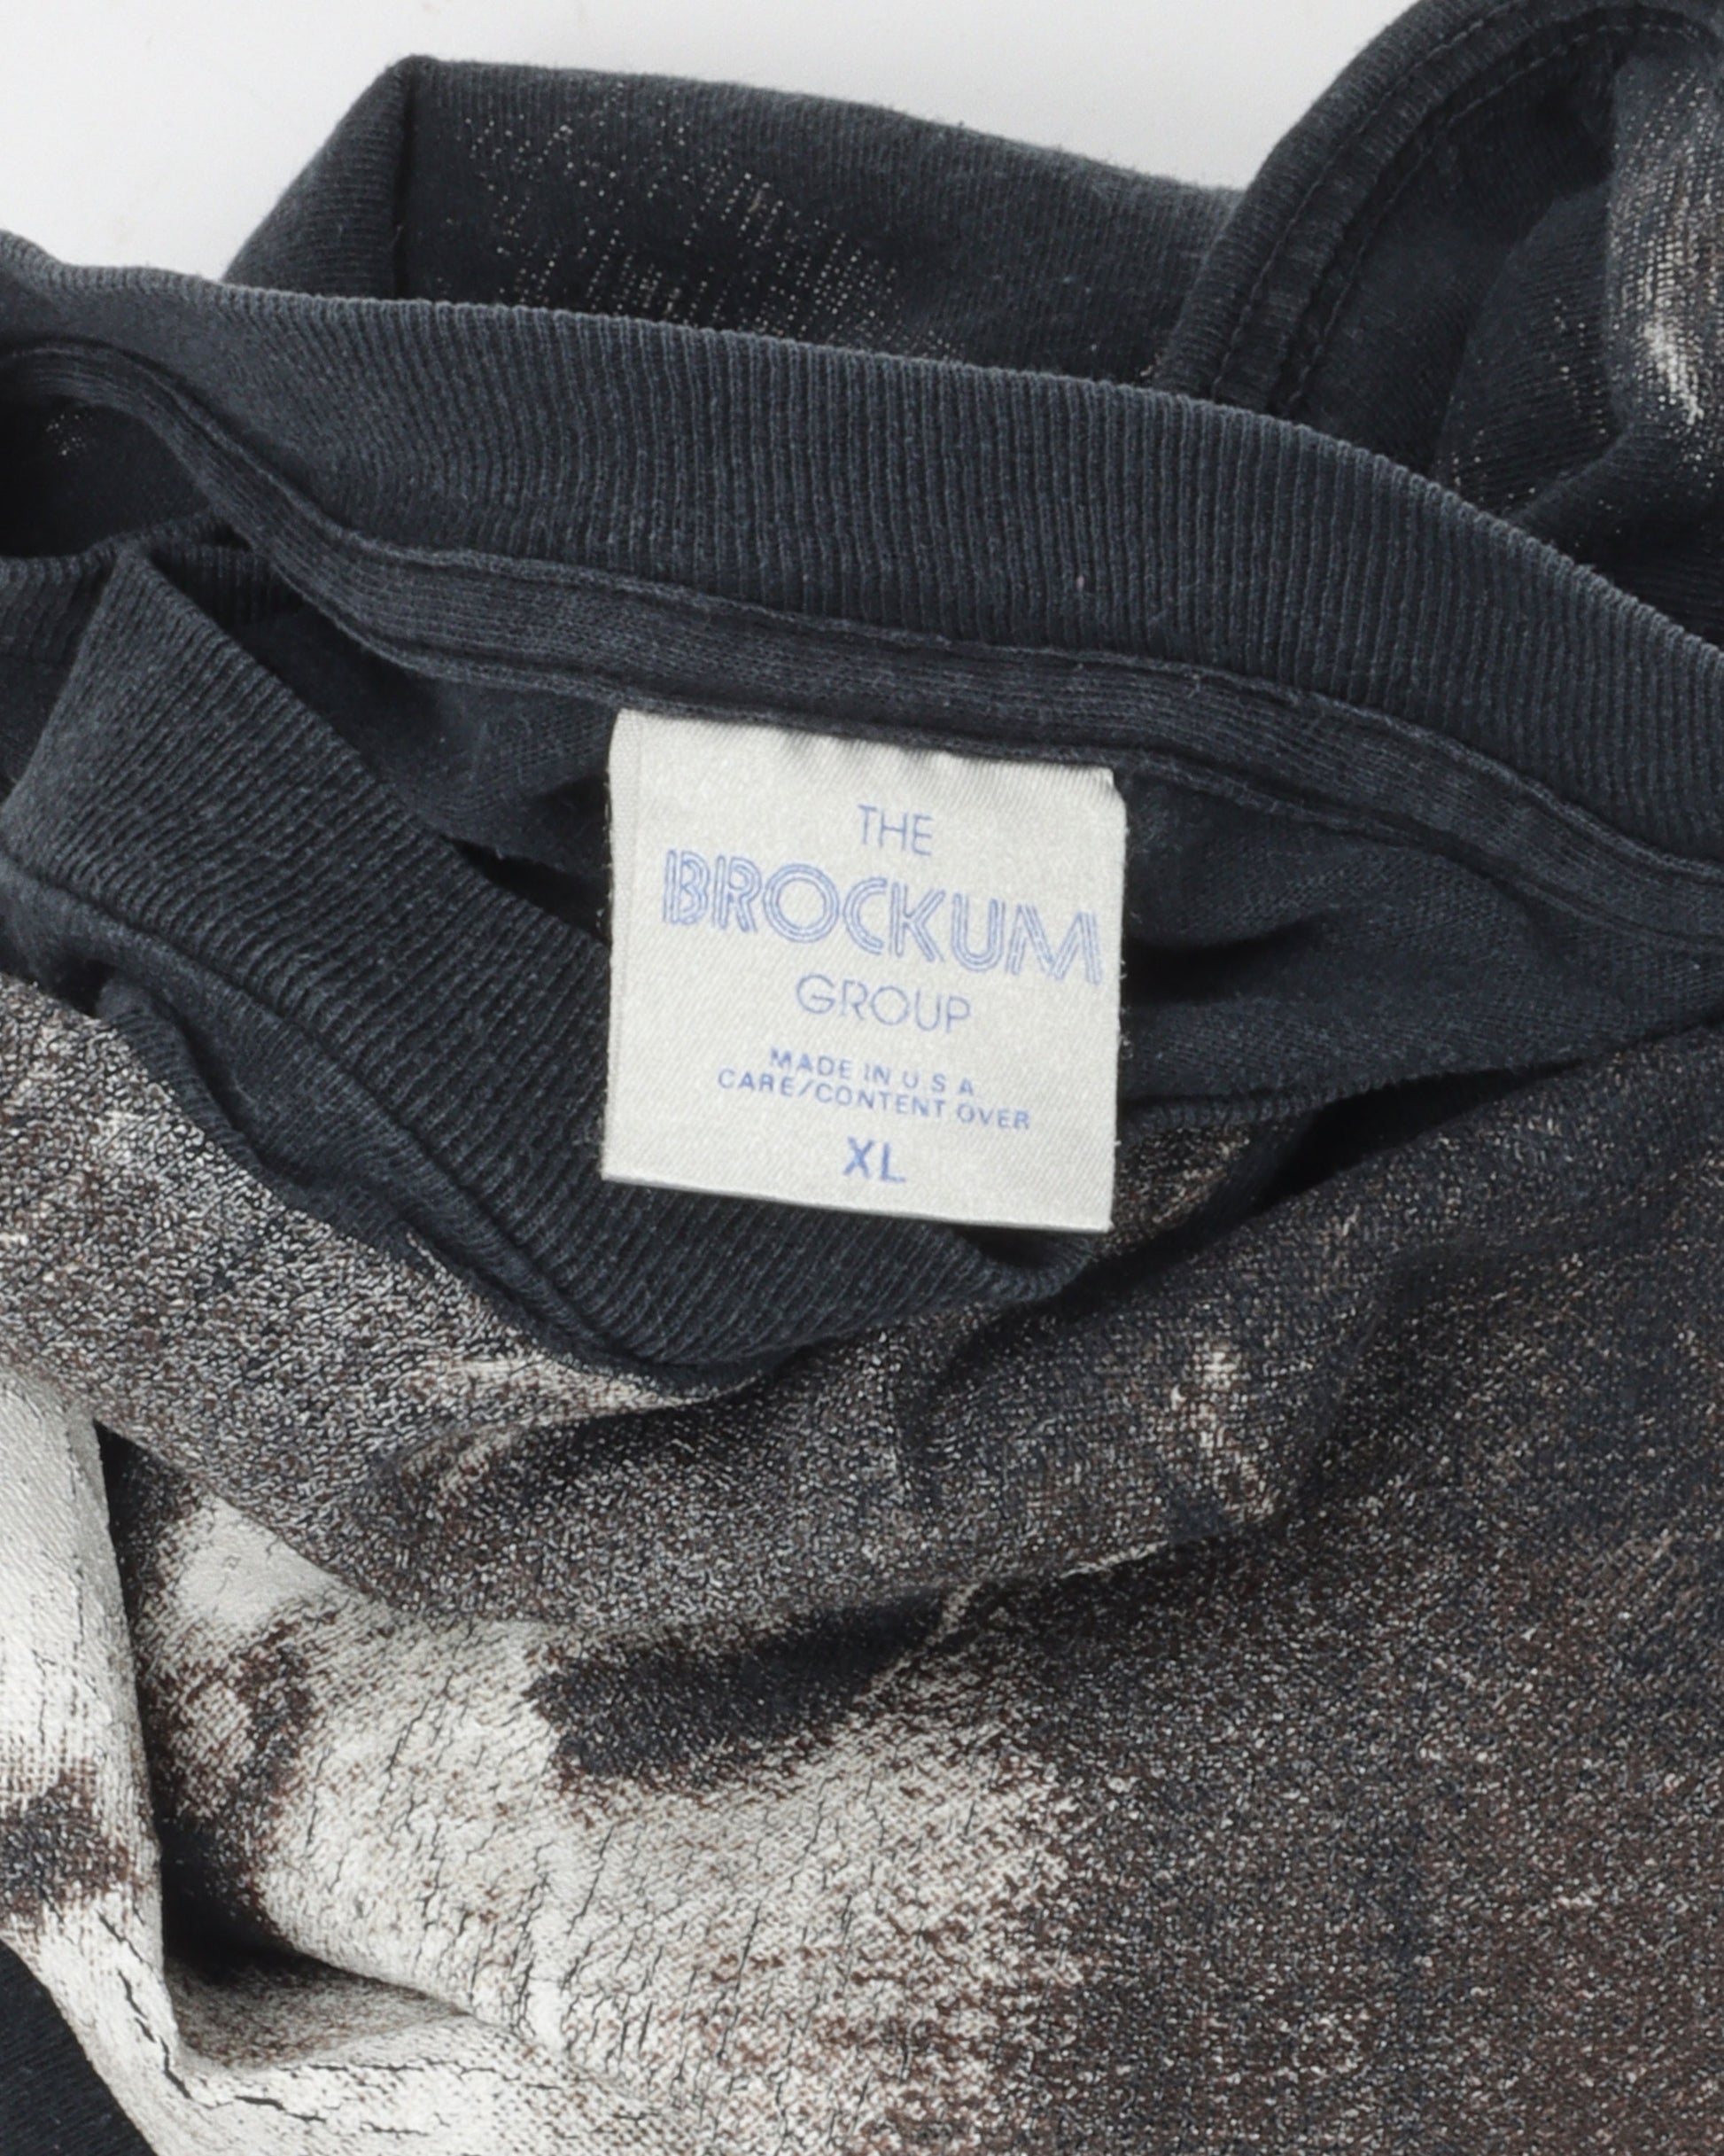 THE
BROCKUM
GROUP
MADE IN U.S.A.
CARE/CONTENT OVER
XL